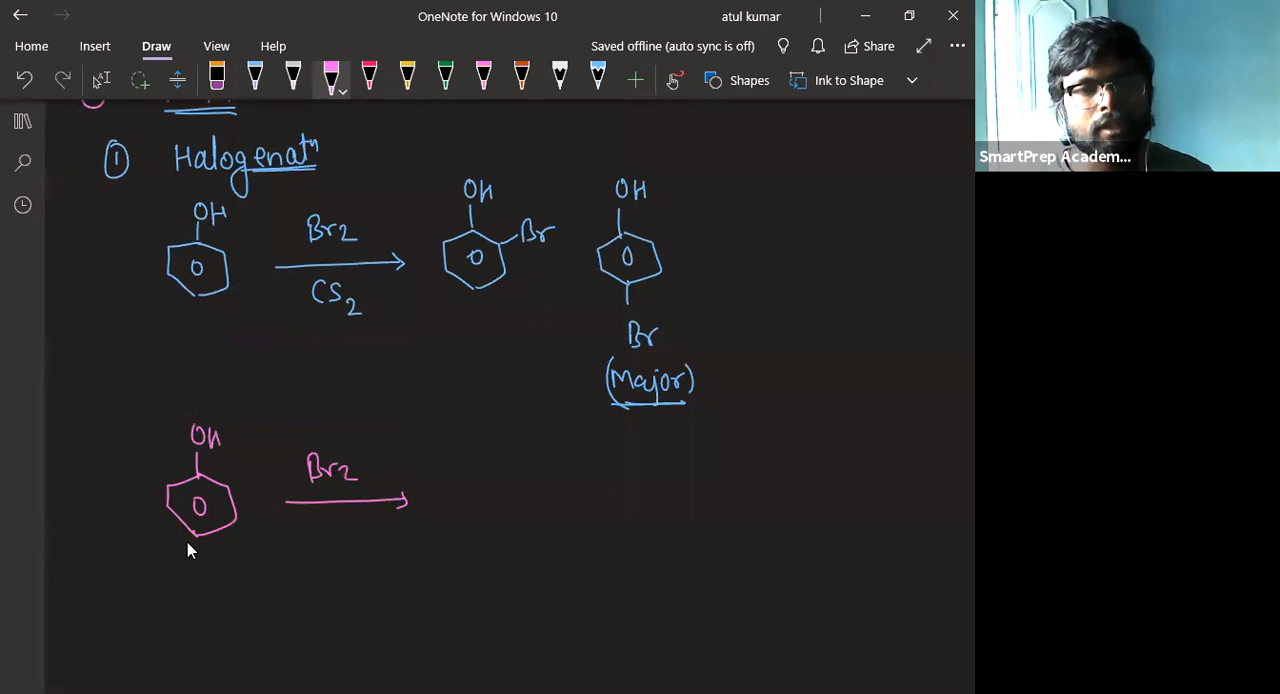 OneNote for Windows 10
atul kumar
Home Insert Draw View Help
Saved offline (auto sync is off)
Share
Shapes
Ink to Shape
SmartPrep Academ...
① Halogenatⁿ
OH
Br2
CS2
OH
Br
OH
Br
(Major)
OH
Br2